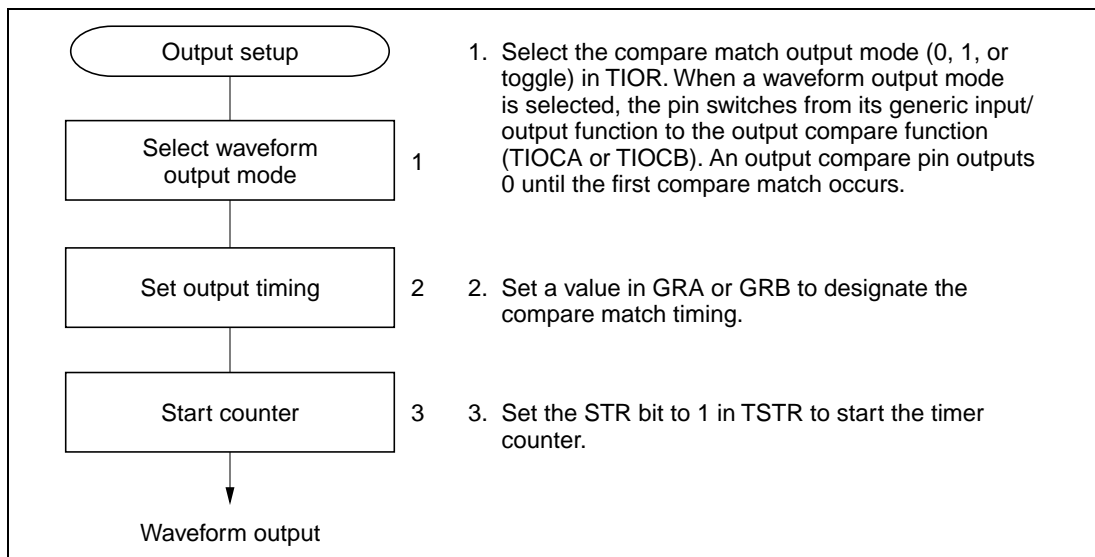 Output setup
Select waveform
output mode
1
Set output timing
2
Start counter
3
Waveform output
1. Select the compare match output mode (0, 1, or
toggle) in TIOR. When a waveform output mode
is selected, the pin switches from its generic input/
output function to the output compare function
(TIOCA or TIOCB). An output compare pin outputs
0 until the first compare match occurs.
2. Set a value in GRA or GRB to designate the
compare match timing.
3. Set the STR bit to 1 in TSTR to start the timer
counter.